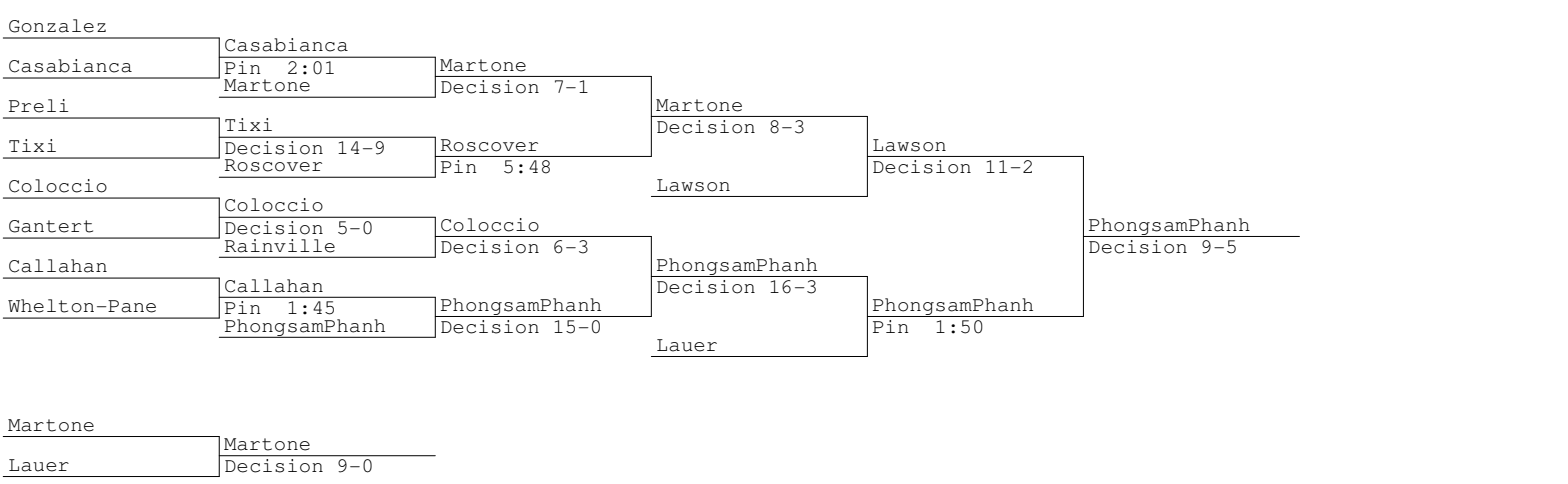 Gonzalez
Casabianca
Casabianca
Pin 2:01
Martone
Martone
Decision 7-1
Preli
Martone
Decision 8-3
Tixi
Tixi
Decision 14-9
Roscover
Roscover
Pin 5:48
Lawson
Decision 11-2
Coloccio
Lawson
Coloccio
Gantert
Decision 5-0
Rainville
Coloccio
Decision 6-3
PhongsamPhanh
Decision 9-5
Callahan
PhongsamPhanh
Decision 16-3
Callahan
Whelton-Pane
Pin 1:45
PhongsamPhanh
PhongsamPhanh
Decision 15-0
PhongsamPhanh
Pin 1:50
Lauer
Martone
Martone
Lauer
Decision 9-0